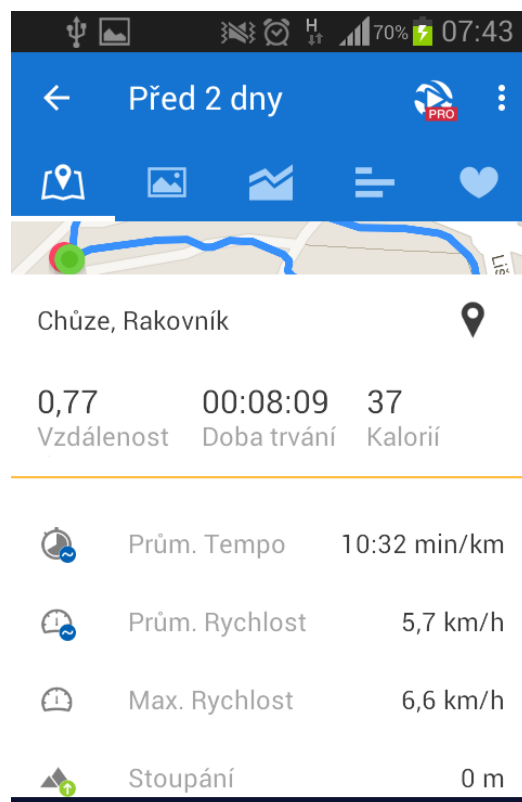 H 70% 07:43
Před 2 dny PRO
Chůze, Rakovník
0,77 00:08:09 37
Vzdálenost Doba trvání Kalorií
Prům. Tempo 10:32 min/km
Prům. Rychlost 5,7 km/h
Max. Rychlost 6,6 km/h
Stoupání 0 m